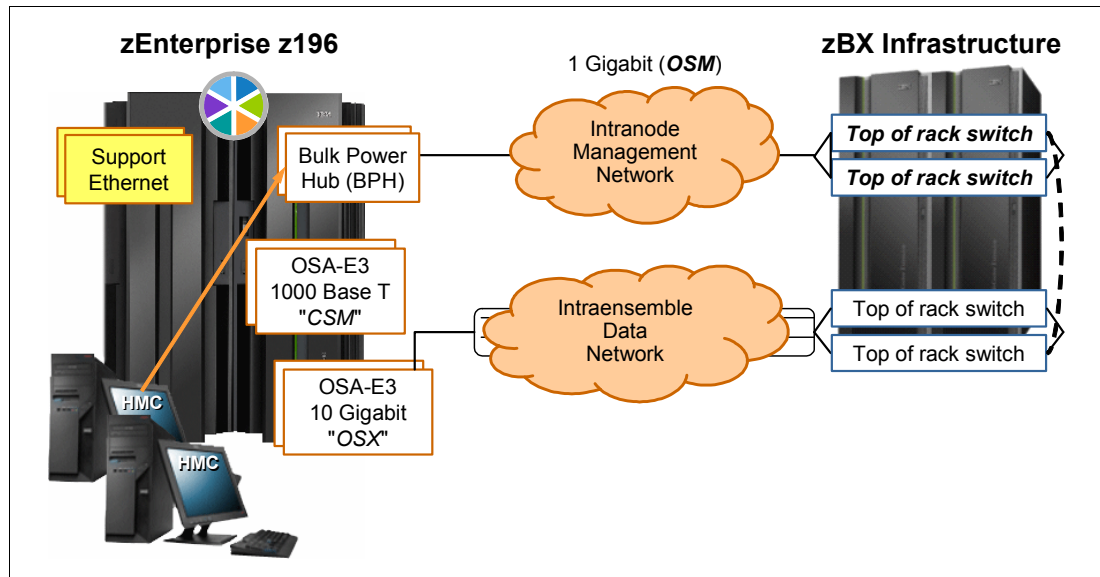 zEnterprise z196
zBX Infrastructure
1 Gigabit (OSM)
Support
Ethernet
Bulk Power
Hub (BPH)
Intranode
Management
Network
Top of rack switch
Top of rack switch
OSA-E3
1000 Base T
"CSM"
Intraensemble
Data
Network
Top of rack switch
Top of rack switch
OSA-E3
10 Gigabit
"OSX"
HMC
HMC